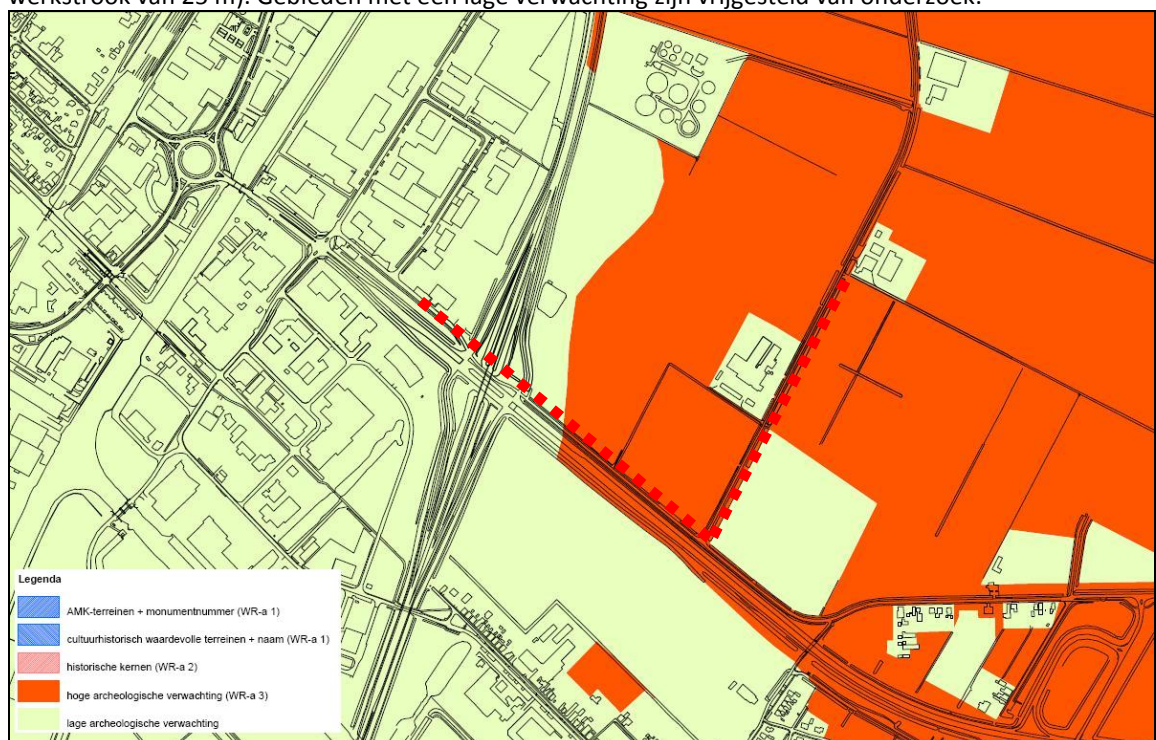 werkstrook van 25 m). Gebieden met een lage verwachting zijn vrijgesteld van onderzoek.
Legenda
AMK-terreinen + monumentnummer (WR-a 1)
cultuurhistorisch waardevolle terreinen + naam (WR-a 1)
historische kernen (WR-a 2)
hoge archeologische verwachting (WR-a 3)
lage archeologische verwachting